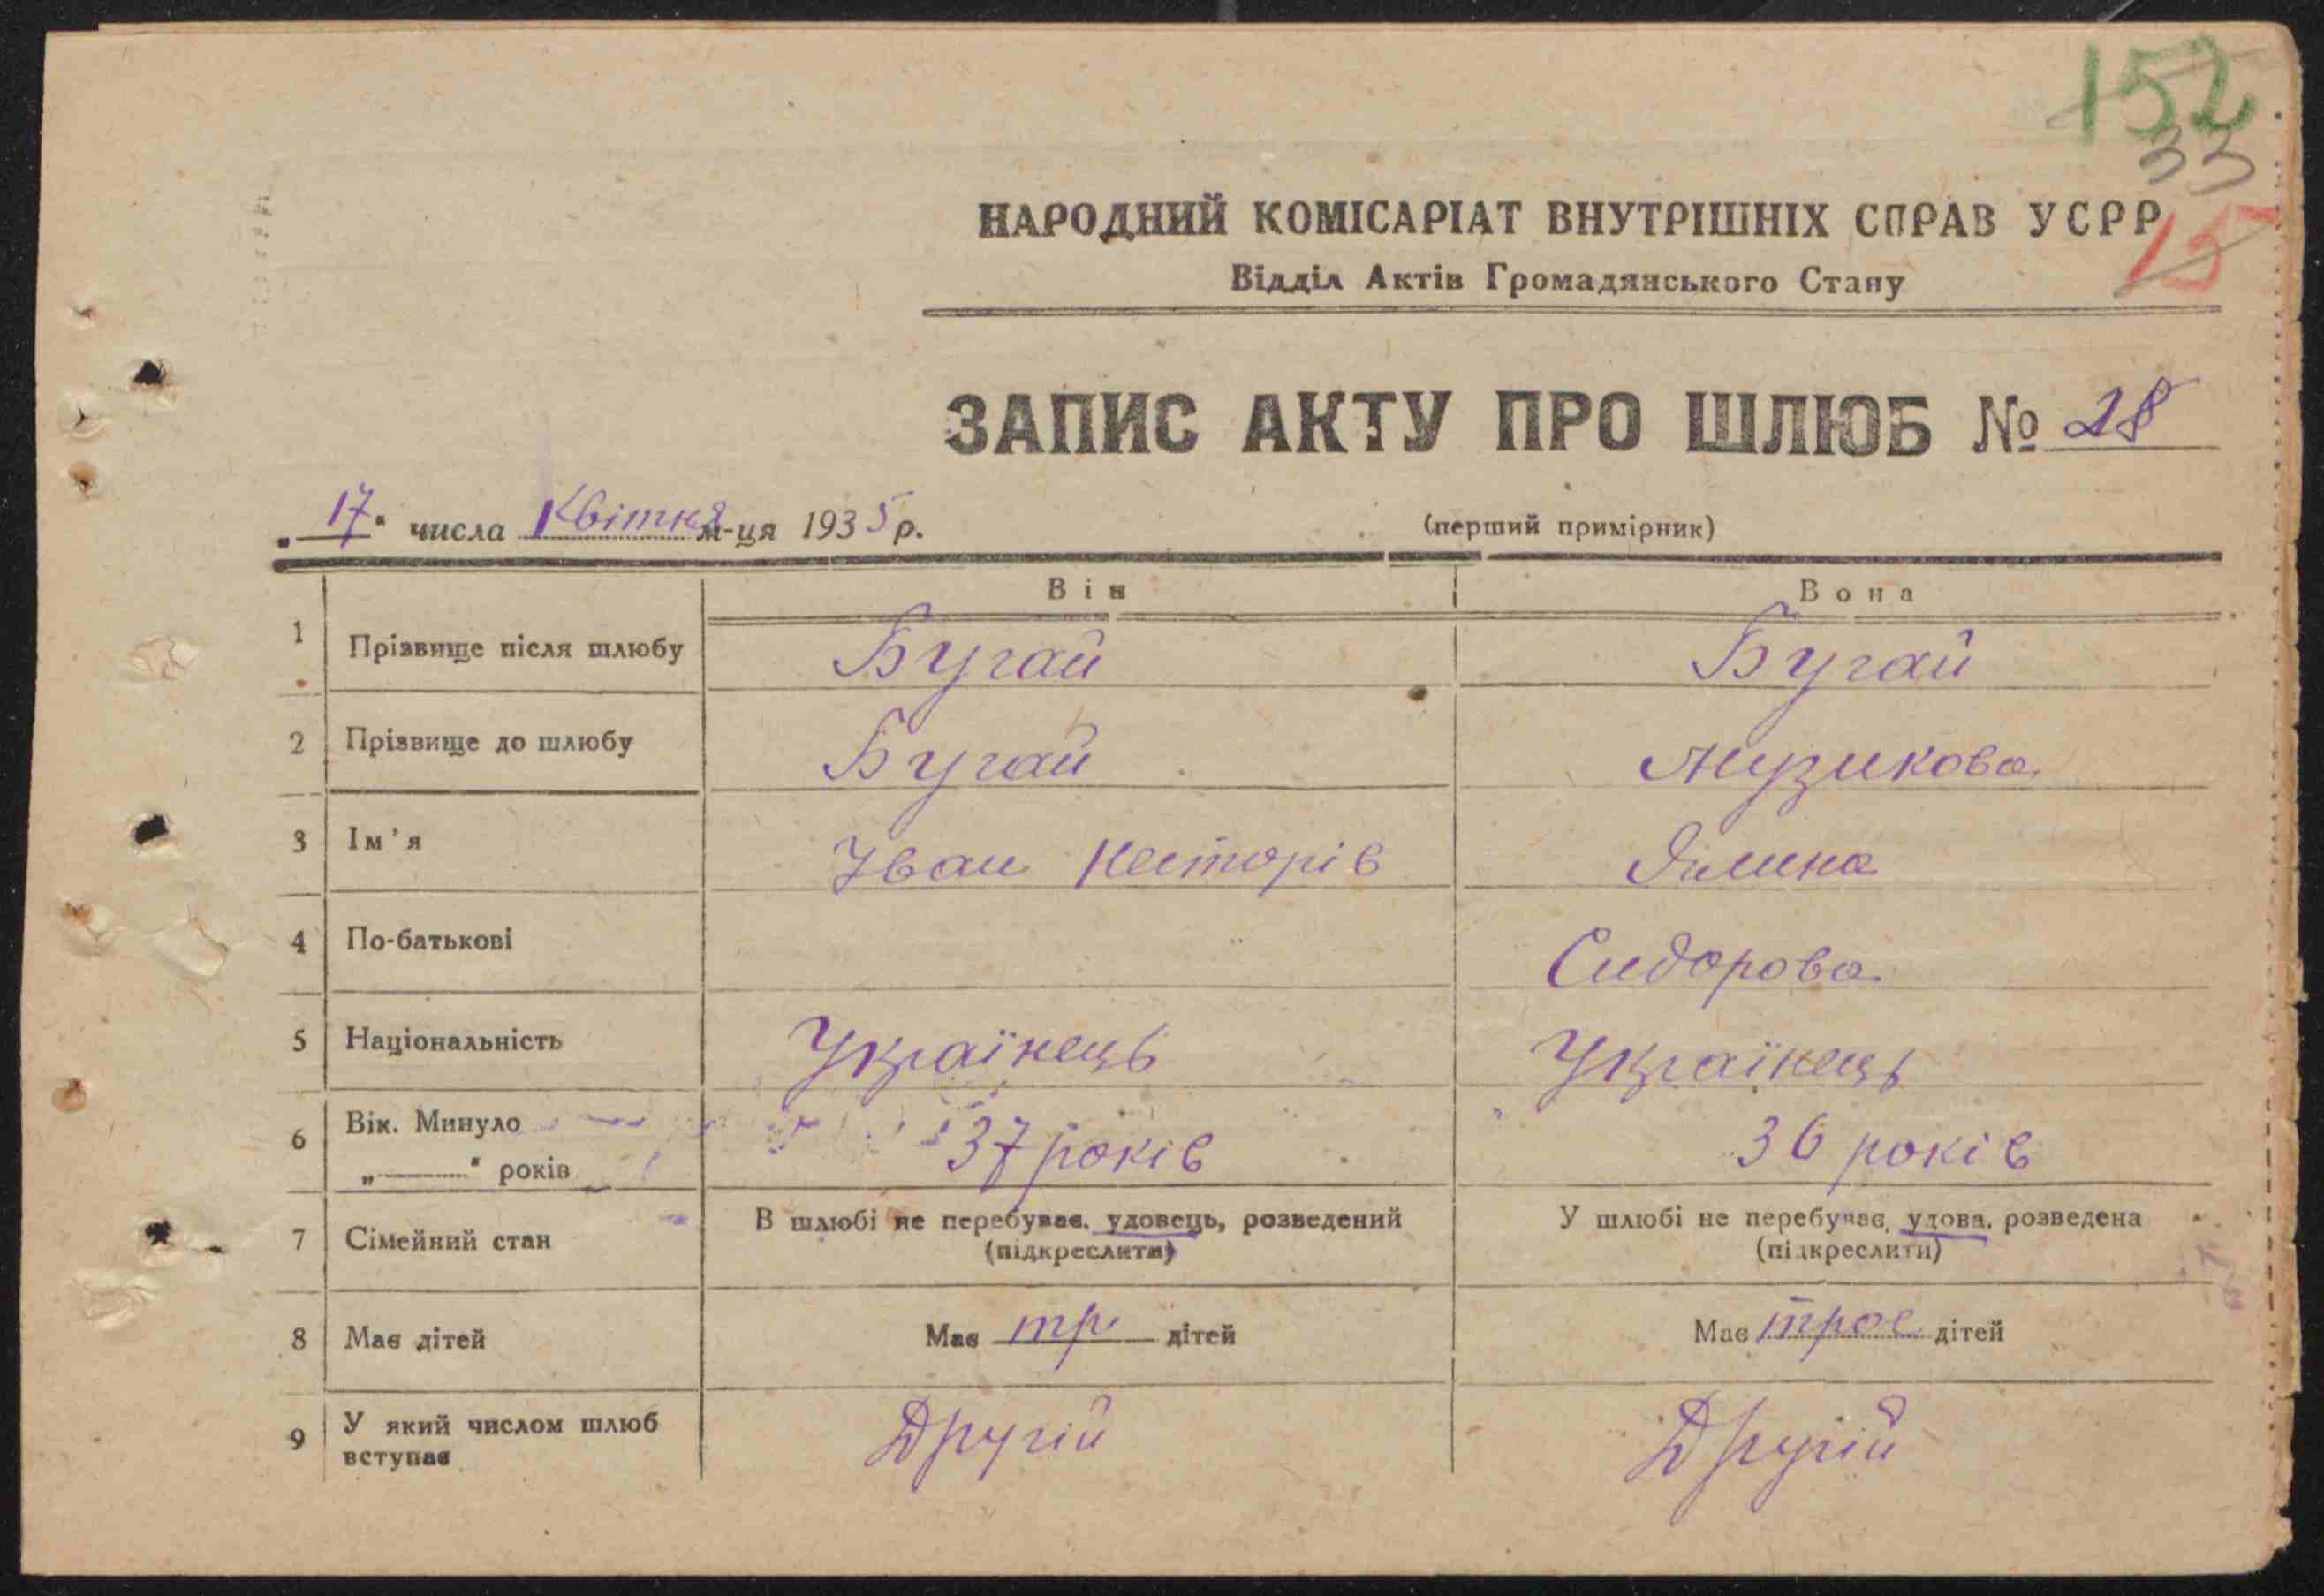 152
33
15
НАРОДНИЙ КОМІСАРІАТ ВНУТРІШНІХ СПРАВ УСРР
Відділ Актів Громадянського Стану
ЗАПИС АКТУ ПРО ШЛЮБ № 28
„17" числа Квітня м-ця 1935 р. (перший примірник)
Він Вона
1 Прізвище після шлюбу Бугай Бугай
2 Прізвище до шлюбу Бугай Музикова
3 Ім'я Іван Несторів
4 По-батькові Сидорова
5 Національність Українець Українець
6 Вік. Минуло „——" років 37 років 36 років
7 Сімейний стан В шлюбі не перебуває, удовець, розведений (підкреслити) У шлюбі не перебуває, удова, розведена (підкреслити)
8 Має дітей Має тр. дітей Має троє дітей
9 У який числом шлюб вступає Другій Другій